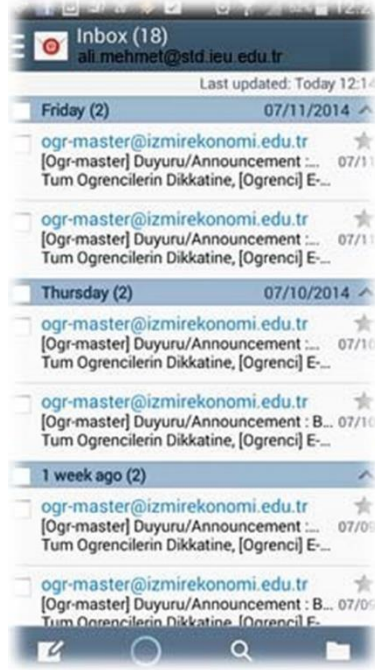 Inbox (18)
ali.mehmet@std.ieu.edu.tr
Last updated: Today 12:14
Friday (2) 07/11/2014
ogr-master@izmirekonomi.edu.tr
[Ogr-master] Duyuru/Announcement :... 07/11
Tum Ogrencilerin Dikkatine, [Ogrenci] E-...
ogr-master@izmirekonomi.edu.tr
[Ogr-master] Duyuru/Announcement :... 07/11
Tum Ogrencilerin Dikkatine, [Ogrenci] E-...
Thursday (2) 07/10/2014
ogr-master@izmirekonomi.edu.tr
[Ogr-master] Duyuru/Announcement :... 07/10
Tum Ogrencilerin Dikkatine, [Ogrenci] E-...
ogr-master@izmirekonomi.edu.tr
[Ogr-master] Duyuru/Announcement : B... 07/10
Tum Ogrencilerin Dikkatine, [Ogrenci] E-...
1 week ago (2)
ogr-master@izmirekonomi.edu.tr
[Ogr-master] Duyuru/Announcement :... 07/09
Tum Ogrencilerin Dikkatine, [Ogrenci] E-...
ogr-master@izmirekonomi.edu.tr
[Ogr-master] Duyuru/Announcement : B... 07/09
Tum Ogrencilerin Dikkatine, [Ogrenci] E-...